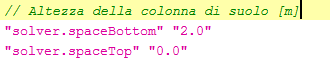 // Altezza della colonna di suolo [m]
"solver.spaceBottom" "2.0"
"solver.spaceTop" "0.0"